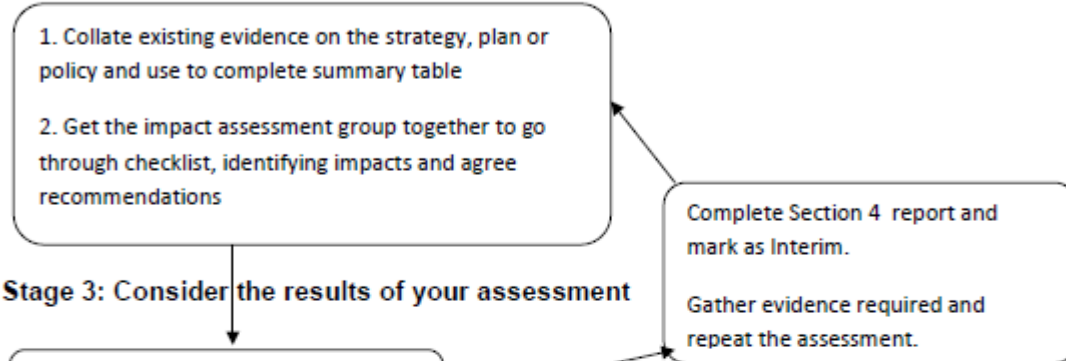 1. Collate existing evidence on the strategy, plan or
policy and use to complete summary table
2. Get the impact assessment group together to go
through checklist, identifying impacts and agree
recommendations
Complete Section 4 report and
mark as Interim.
Gather evidence required and
repeat the assessment.
Stage 3: Consider the results of your assessment